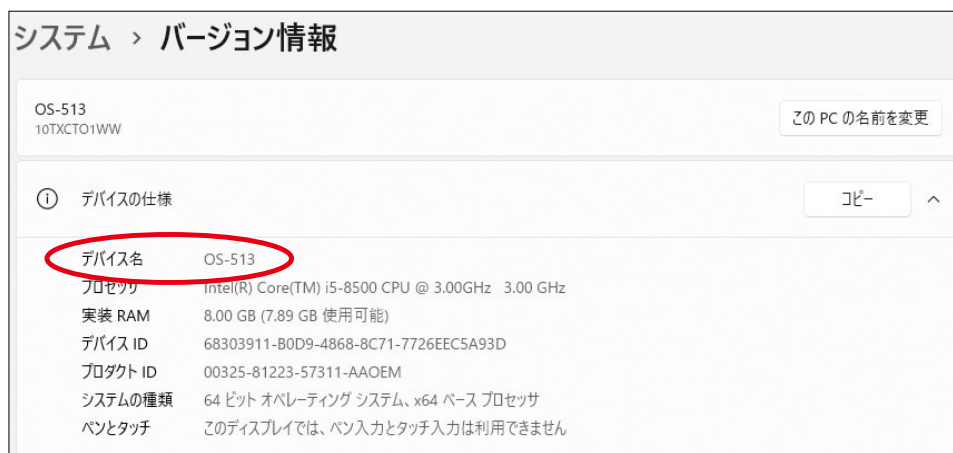 システム › バージョン情報
OS-513
10TXCTO1WW
この PC の名前を変更
デバイスの仕様
コピー
デバイス名 OS-513
プロセッサ Intel(R) Core(TM) i5-8500 CPU @ 3.00GHz 3.00 GHz
実装 RAM 8.00 GB (7.89 GB 使用可能)
デバイス ID 68303911-B0D9-4868-8C71-7726EEC5A93D
プロダクト ID 00325-81223-57311-AAOEM
システムの種類 64 ビット オペレーティング システム、x64 ベース プロセッサ
ペンとタッチ このディスプレイでは、ペン入力とタッチ入力は利用できません